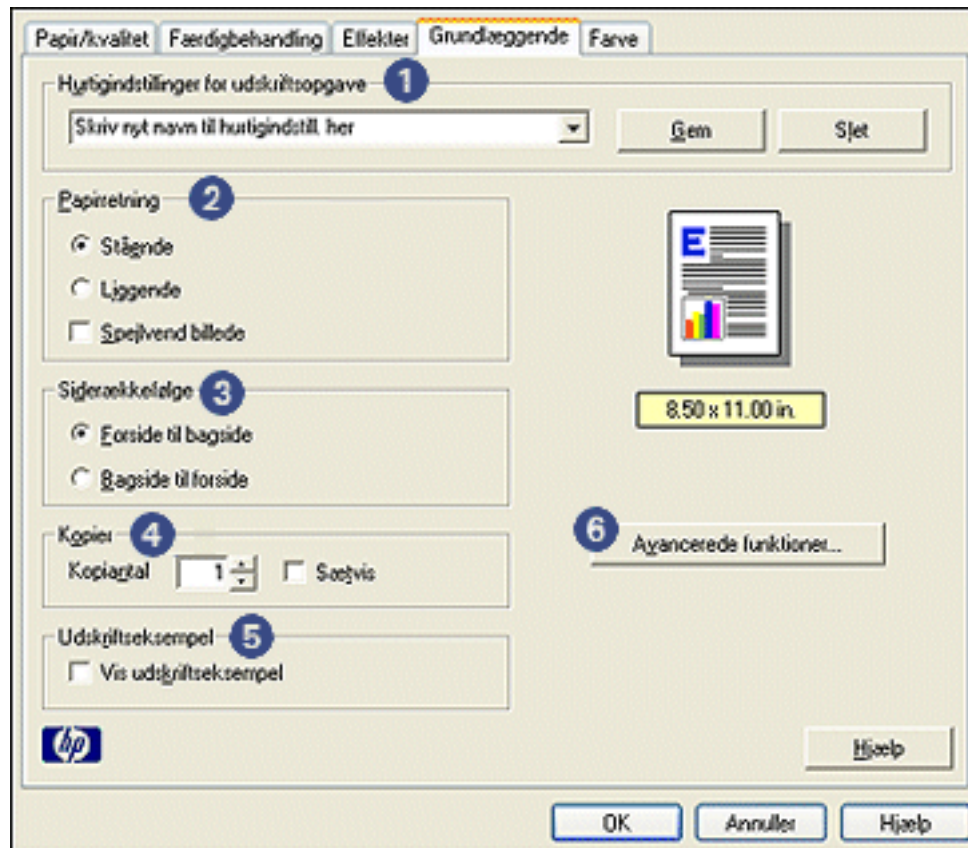 Papir/kvalitet Færdigbehandling Effekter Grundlæggende Farve
Hurtigindstillinger for udskriftsopgave 1
Skriv nyt navn til hurtigindstill. her Gem Slet
Papirretning 2
Stående
Liggende
Spejlvend billede
E
8.50 x 11.00 in.
Siderækkefølge 3
Forside til bagside
Bagside til forside
Kopier 4
Kopiantal 1 Sætvis
6 Avancerede funktioner...
Udskriftseksempel 5
Vis udskriftseksempel
hp
Hjælp
OK Annuller Hjælp